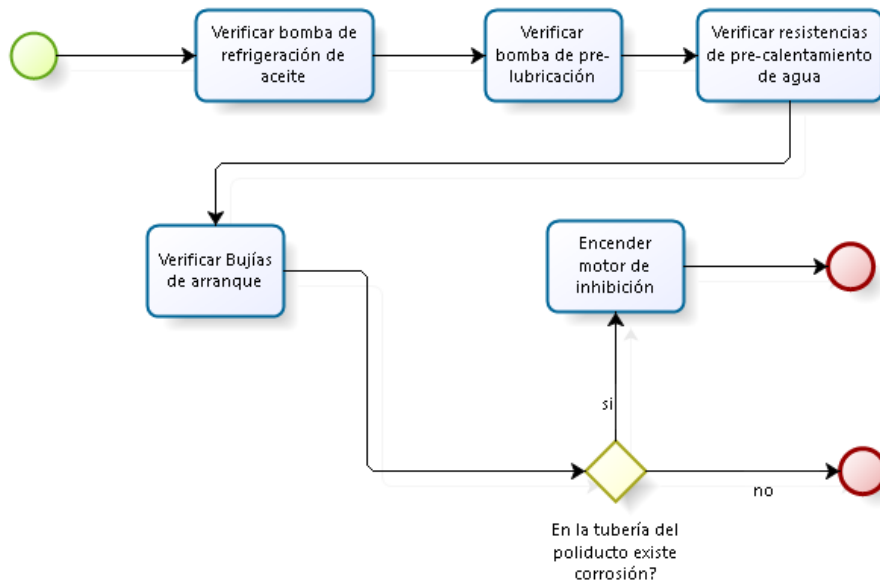 Verificar bomba de
refrigeración de
aceite
Verificar
bomba de pre-
lubricación
Verificar resistencias
de pre-calentamiento
de agua
Verificar Bujías
de arranque
Encender
motor de
inhibición
si
no
En la tubería del
poliducto existe
corrosión?